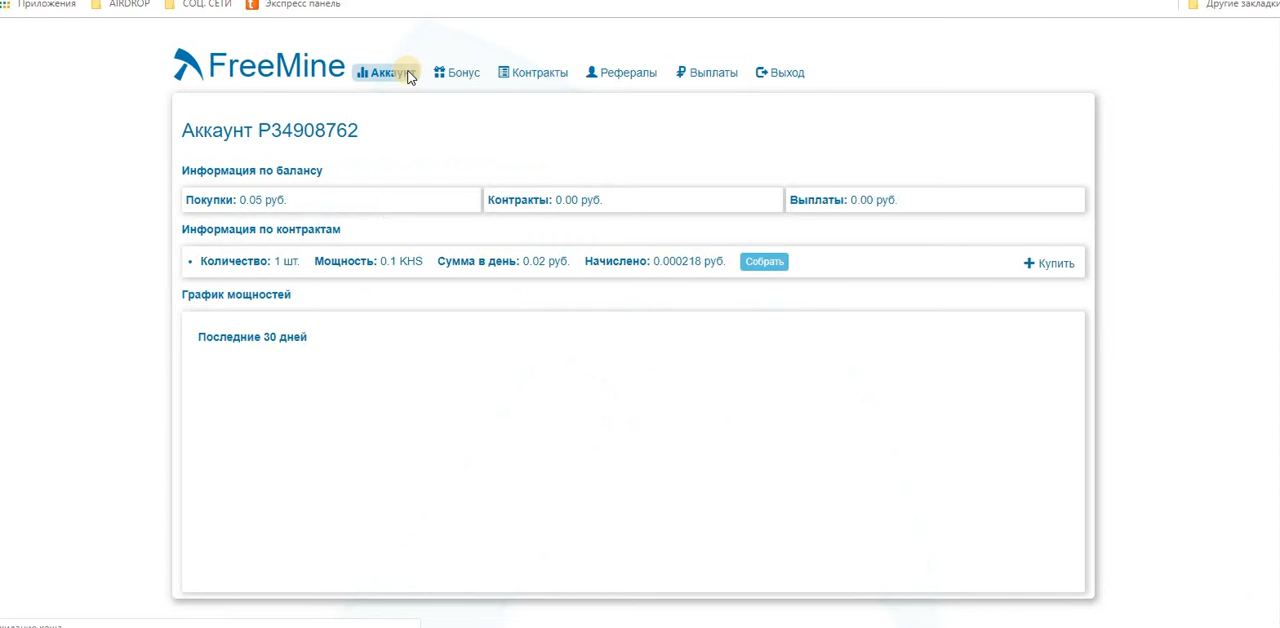 Приложения AIRDROP СОЦ. СЕТИ Экспресс панель Другие закладки
FreeMine Аккаунт Бонус Контракты Рефералы Выплаты Выход
Аккаунт P34908762
Информация по балансу
Покупки: 0.05 руб. Контракты: 0.00 руб. Выплаты: 0.00 руб.
Информация по контрактам
• Количество: 1 шт. Мощность: 0.1 KHS Сумма в день: 0.02 руб. Начислено: 0.000218 руб. Собрать + Купить
График мощностей
Последние 30 дней